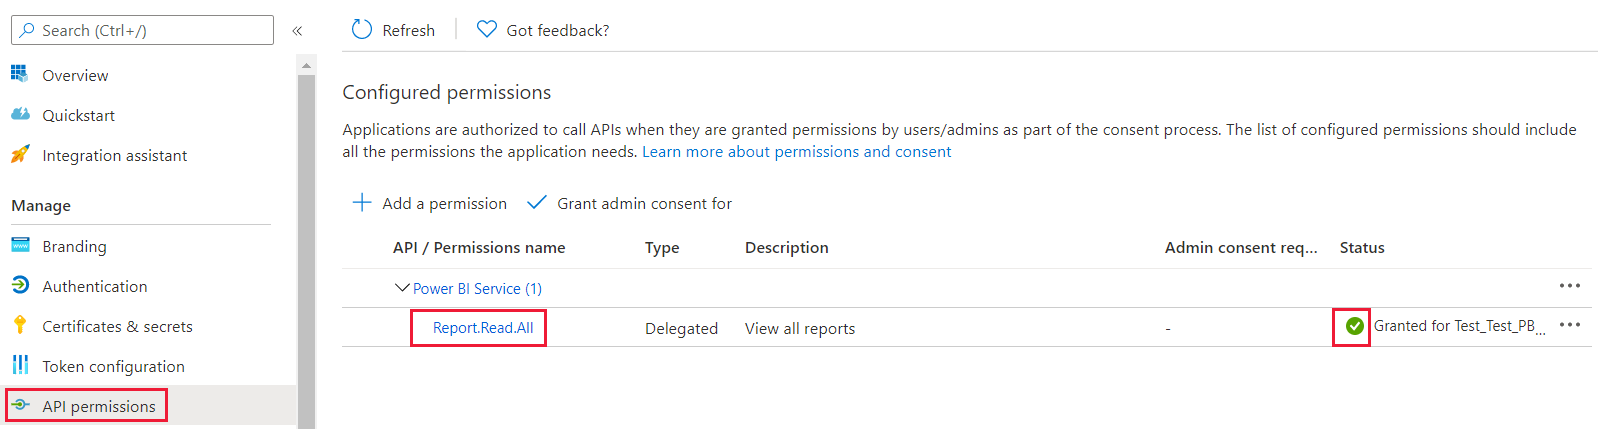 Search (Ctrl+/)
«
Refresh
Got feedback?
Overview
Quickstart
Integration assistant
Manage
Branding
Authentication
Certificates & secrets
Token configuration
API permissions
Configured permissions
Applications are authorized to call APIs when they are granted permissions by users/admins as part of the consent process. The list of configured permissions should include
all the permissions the application needs. Learn more about permissions and consent
Add a permission
Grant admin consent for
API / Permissions name Type Description Admin consent req... Status
Power BI Service (1) ...
Report.Read.All Delegated View all reports - Granted for Test_Test_PB... ...